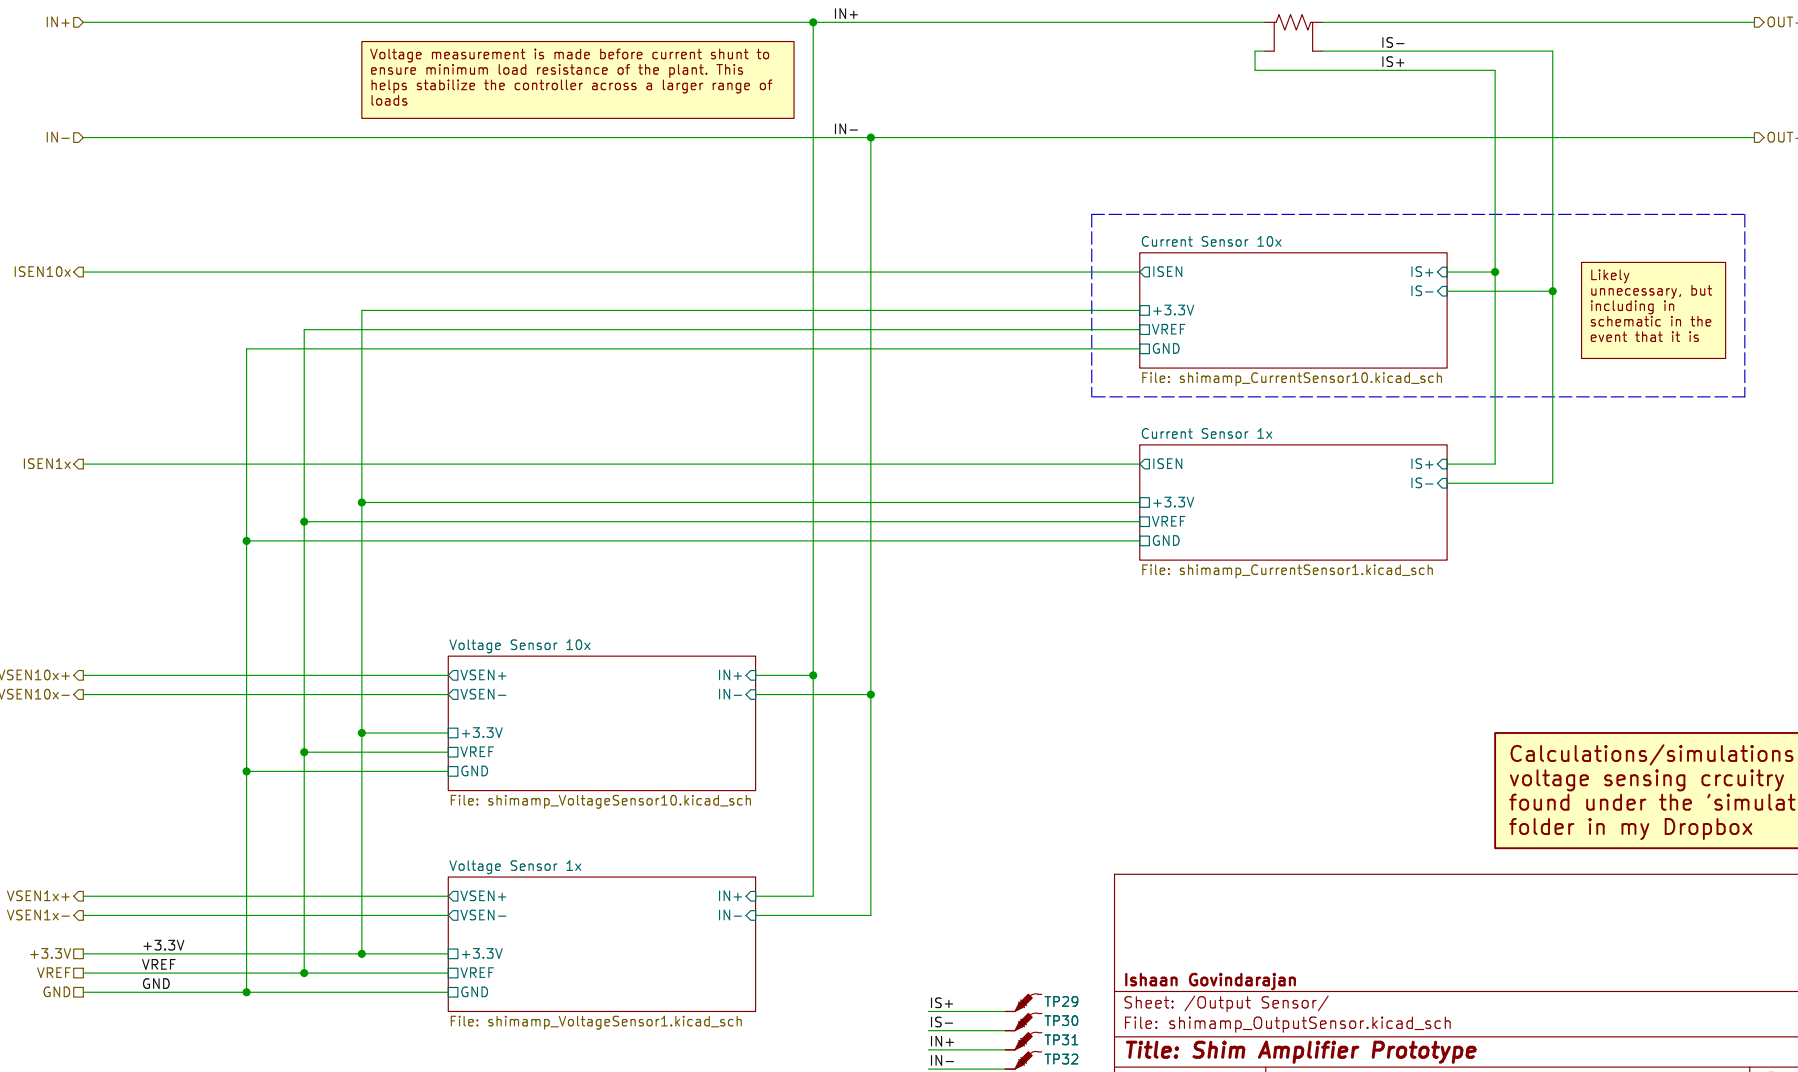 IN+
IN+
OUT-
Voltage measurement is made before current shunt to
ensure minimum load resistance of the plant. This
helps stabilize the controller across a larger range of
loads
IS-
IS+
IN-
IN-
OUT-
Current Sensor 10x
ISEN10x
ISEN
IS+
IS-
+3.3V
VREF
GND
File: shimamp_CurrentSensor10.kicad_sch
Likely
unnecessary, but
including in
schematic in the
event that it is
Current Sensor 1x
ISEN1x
ISEN
IS+
IS-
+3.3V
VREF
GND
File: shimamp_CurrentSensor1.kicad_sch
Voltage Sensor 10x
VSEN10x+
VSEN10x-
VSEN+
VSEN-
IN+
IN-
+3.3V
VREF
GND
File: shimamp_VoltageSensor10.kicad_sch
Calculations/simulations
voltage sensing crcuitry
found under the 'simulat
folder in my Dropbox
Voltage Sensor 1x
VSEN1x+
VSEN1x-
VSEN+
VSEN-
IN+
IN-
+3.3V
+3.3V
+3.3V
VREF
VREF
VREF
GND
GND
GND
File: shimamp_VoltageSensor1.kicad_sch
IS+ TP29
IS- TP30
IN+ TP31
IN- TP32
Ishaan Govindarajan
Sheet: /Output Sensor/
File: shimamp_OutputSensor.kicad_sch
Title: Shim Amplifier Prototype